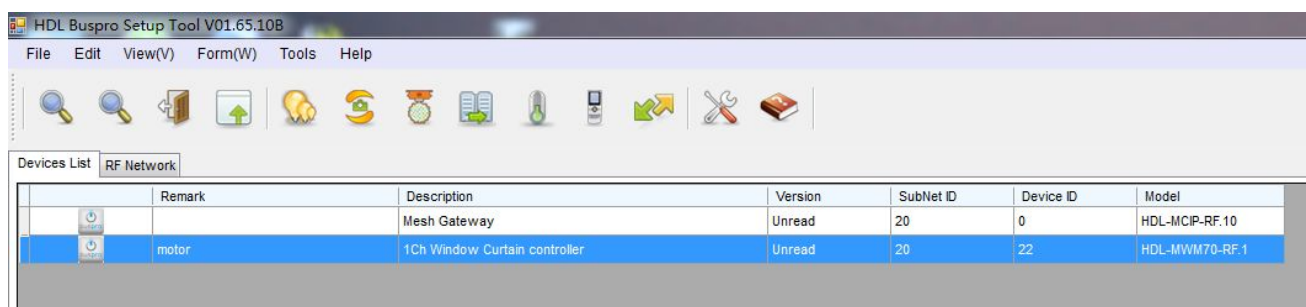 HDL Buspro Setup Tool V01.65.10B
File Edit View(V) Form(W) Tools Help
Devices List RF Network
Remark Description Version SubNet ID Device ID Model
Mesh Gateway Unread 20 0 HDL-MCIP-RF.10
motor 1Ch Window Curtain controller Unread 20 22 HDL-MWM70-RF.1